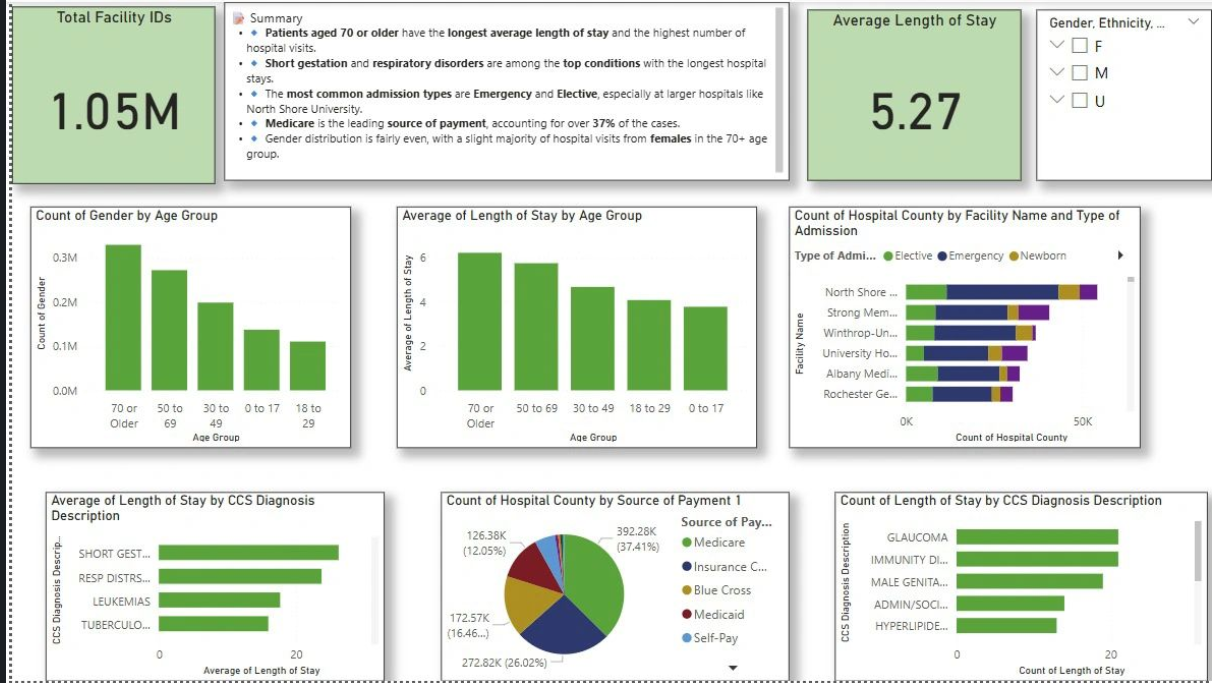 Total Facility IDs
1.05M
Summary
• Patients aged 70 or older have the longest average length of stay and the highest number of
hospital visits.
• Short gestation and respiratory disorders are among the top conditions with the longest hospital
stays.
• The most common admission types are Emergency and Elective, especially at larger hospitals like
North Shore University.
• Medicare is the leading source of payment, accounting for over 37% of the cases.
• Gender distribution is fairly even, with a slight majority of hospital visits from females in the 70+ age
group.
Average Length of Stay
5.27
Gender, Ethnicity, ...
F
M
U
Count of Gender by Age Group
Count of Gender
0.3M
0.2M
0.1M
0.0M
70 or
Older
50 to
69
30 to
49
0 to 17
18 to
29
Age Group
Average of Length of Stay by Age Group
Average of Length of Stay
6
4
2
0
70 or
Older
50 to 69
30 to 49
18 to 29
0 to 17
Age Group
Count of Hospital County by Facility Name and Type of
Admission
Type of Admi... Elective Emergency Newborn
Facility Name
North Shore ...
Strong Mem...
Winthrop-Un...
University Ho...
Albany Medi...
Rochester Ge...
0K
50K
Count of Hospital County
Average of Length of Stay by CCS Diagnosis
Description
CCS Diagnosis Descrip...
SHORT GEST...
RESP DISTRS...
LEUKEMIAS
TUBERCULO...
0
20
Average of Length of Stay
Count of Hospital County by Source of Payment 1
126.38K
(12.05%)
392.28K
(37.41%)
172.57K
(16.46...)
272.82K (26.02%)
Source of Pay...
Medicare
Insurance C...
Blue Cross
Medicaid
Self-Pay
Count of Length of Stay by CCS Diagnosis Description
CCS Diagnosis Description
GLAUCOMA
IMMUNITY DI...
MALE GENITA...
ADMIN/SOCI...
HYPERLIPIDE...
0
20
Count of Length of Stay